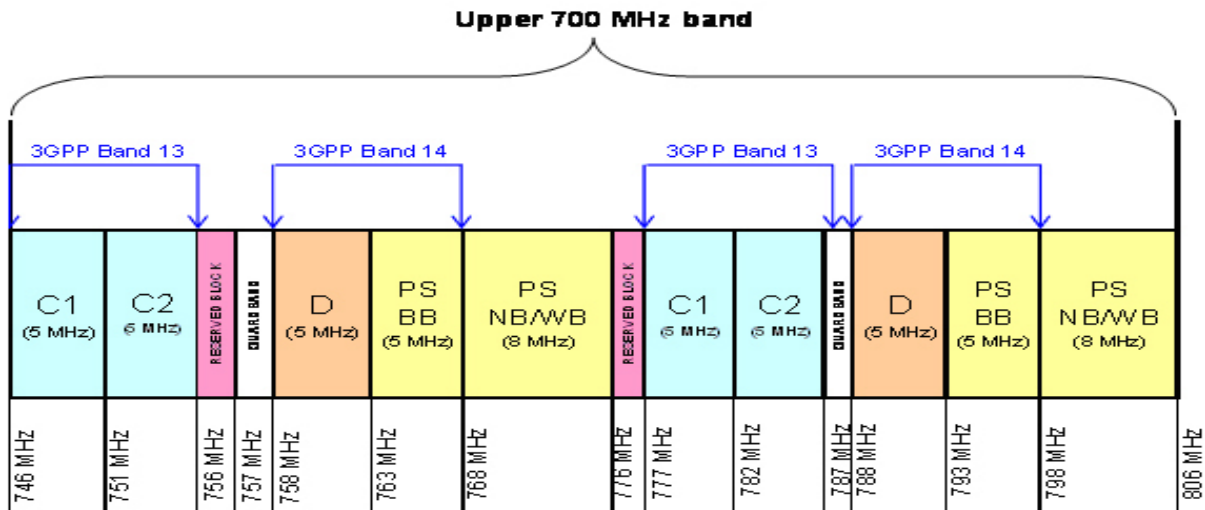 Upper 700 MHz band
3GPP Band 13
3GPP Band 14
3GPP Band 13
3GPP Band 14
C1
(5 MHz)
C2
(5 MHz)
RESERVED BLOCK
GUARD BAND
D
(5 MHz)
PS
BB
(5 MHz)
PS
NB/WB
(8 MHz)
RESERVED BLOCK
C1
(5 MHz)
C2
(5 MHz)
GUARD BAND
D
(5 MHz)
PS
BB
(5 MHz)
PS
NB/WB
(8 MHz)
746 MHz
751 MHz
756 MHz
757 MHz
758 MHz
763 MHz
768 MHz
776 MHz
777 MHz
782 MHz
787 MHz
788 MHz
793 MHz
798 MHz
806 MHz